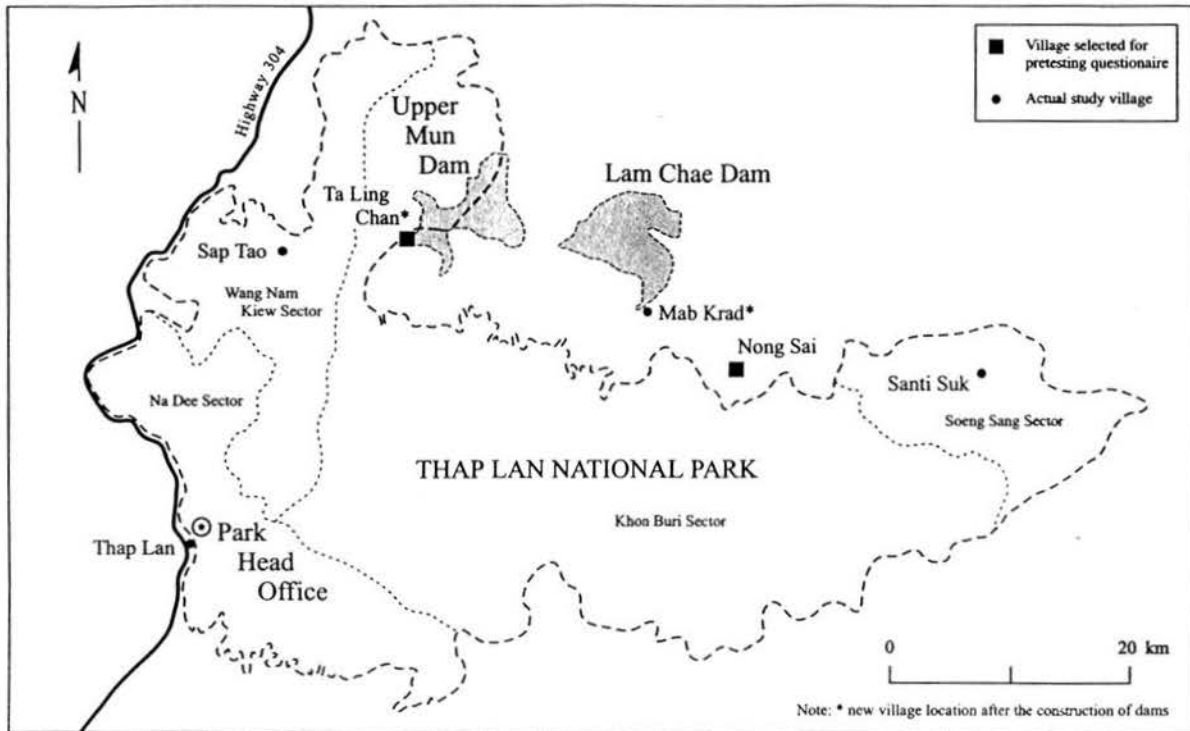 N
Highway 304
Village selected for
pretesting questionaire
Actual study village
Upper
Mun
Dam
Lam Chae Dam
Ta Ling
Chan*
Sap Tao
Wang Nam
Kiew Sector
Mab Krad*
Nong Sai
Santi Suk
Na Dee Sector
Soeng Sang Sector
THAP LAN NATIONAL PARK
Khon Buri Sector
Thap Lan
Park
Head
Office
0
20 km
Note: * new village location after the construction of dams